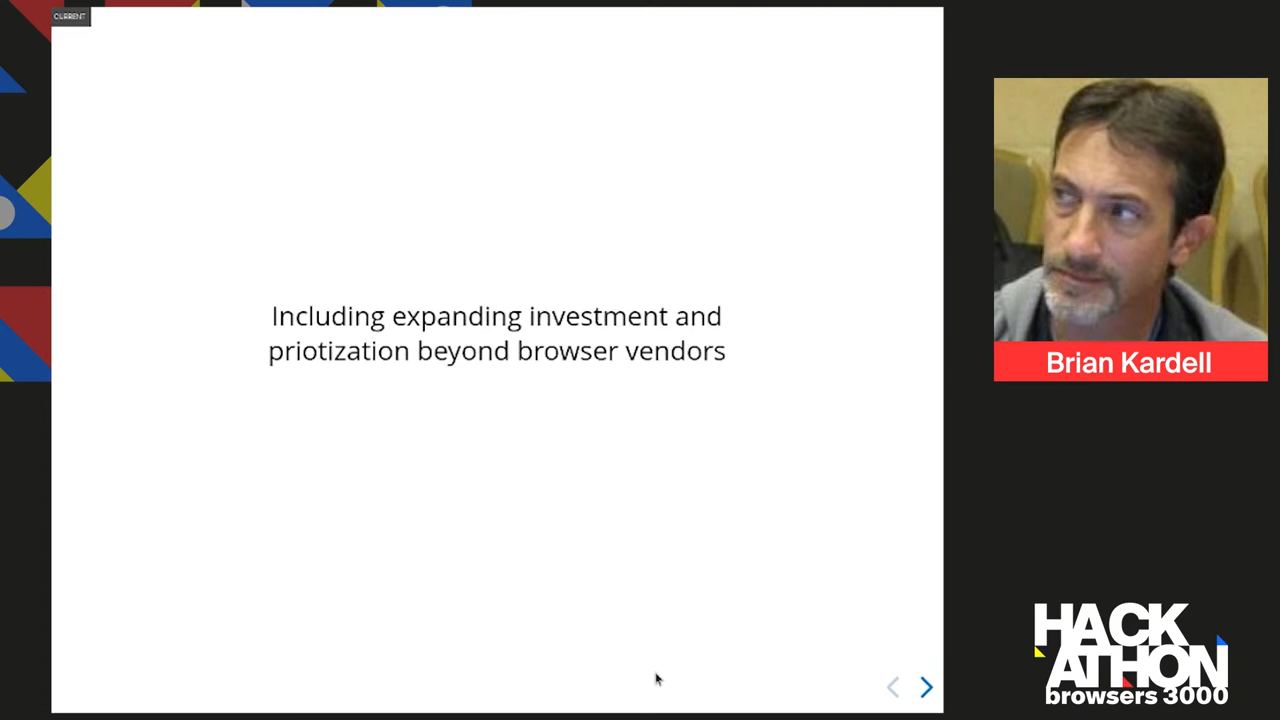 CURRENT
Including expanding investment and
priotization beyond browser vendors
Brian Kardell
HACK
ATHON
browsers 3000